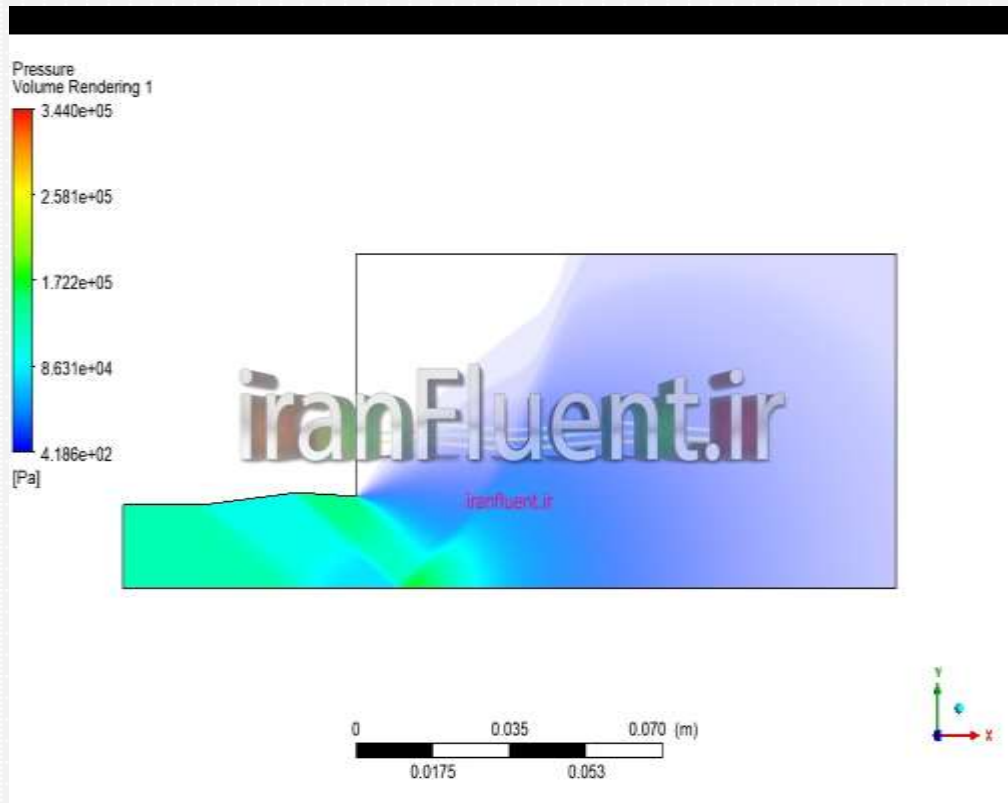 Pressure
Volume Rendering 1
3.440e+05
2.581e+05
1.722e+05
8.631e+04
4.186e+02
[Pa]
iranFluent.ir
iranfluent.ir
Y
X
0 0.035 0.070 (m)
0.0175 0.053